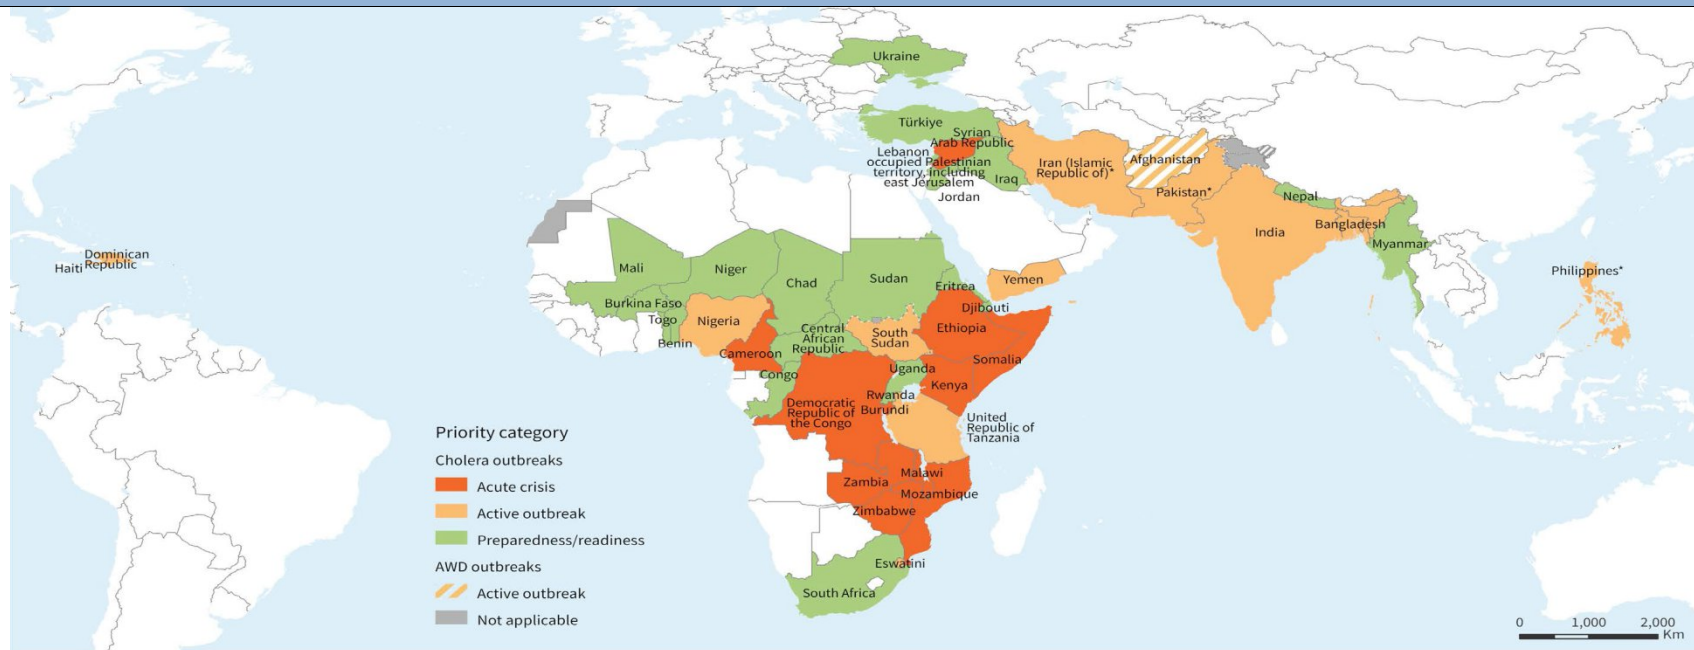 Ukraine
Türkiye
Syrian
Arab Republic
Lebanon
occupied Palestinian
territory, including
east Jerusalem
Iraq
Jordan
Iran (Islamic
Republic of)*
Afghanistan
Pakistan*
Nepal
India
Bangladesh
Myanmar
Philippines*
Yemen
Dominican
Republic
Haiti
Mali
Niger
Chad
Sudan
Eritrea
Djibouti
Burkina Faso
Togo
Benin
Nigeria
Cameroon
Central
African
Republic
South
Sudan
Ethiopia
Somalia
Congo
Uganda
Kenya
Rwanda
Burundi
Democratic
Republic of
the Congo
United
Republic of
Tanzania
Malawi
Zambia
Mozambique
Zimbabwe
Eswatini
South Africa
Priority category
Cholera outbreaks
Acute crisis
Active outbreak
Preparedness/readiness
AWD outbreaks
Active outbreak
Not applicable
0 1,000 2,000
Km